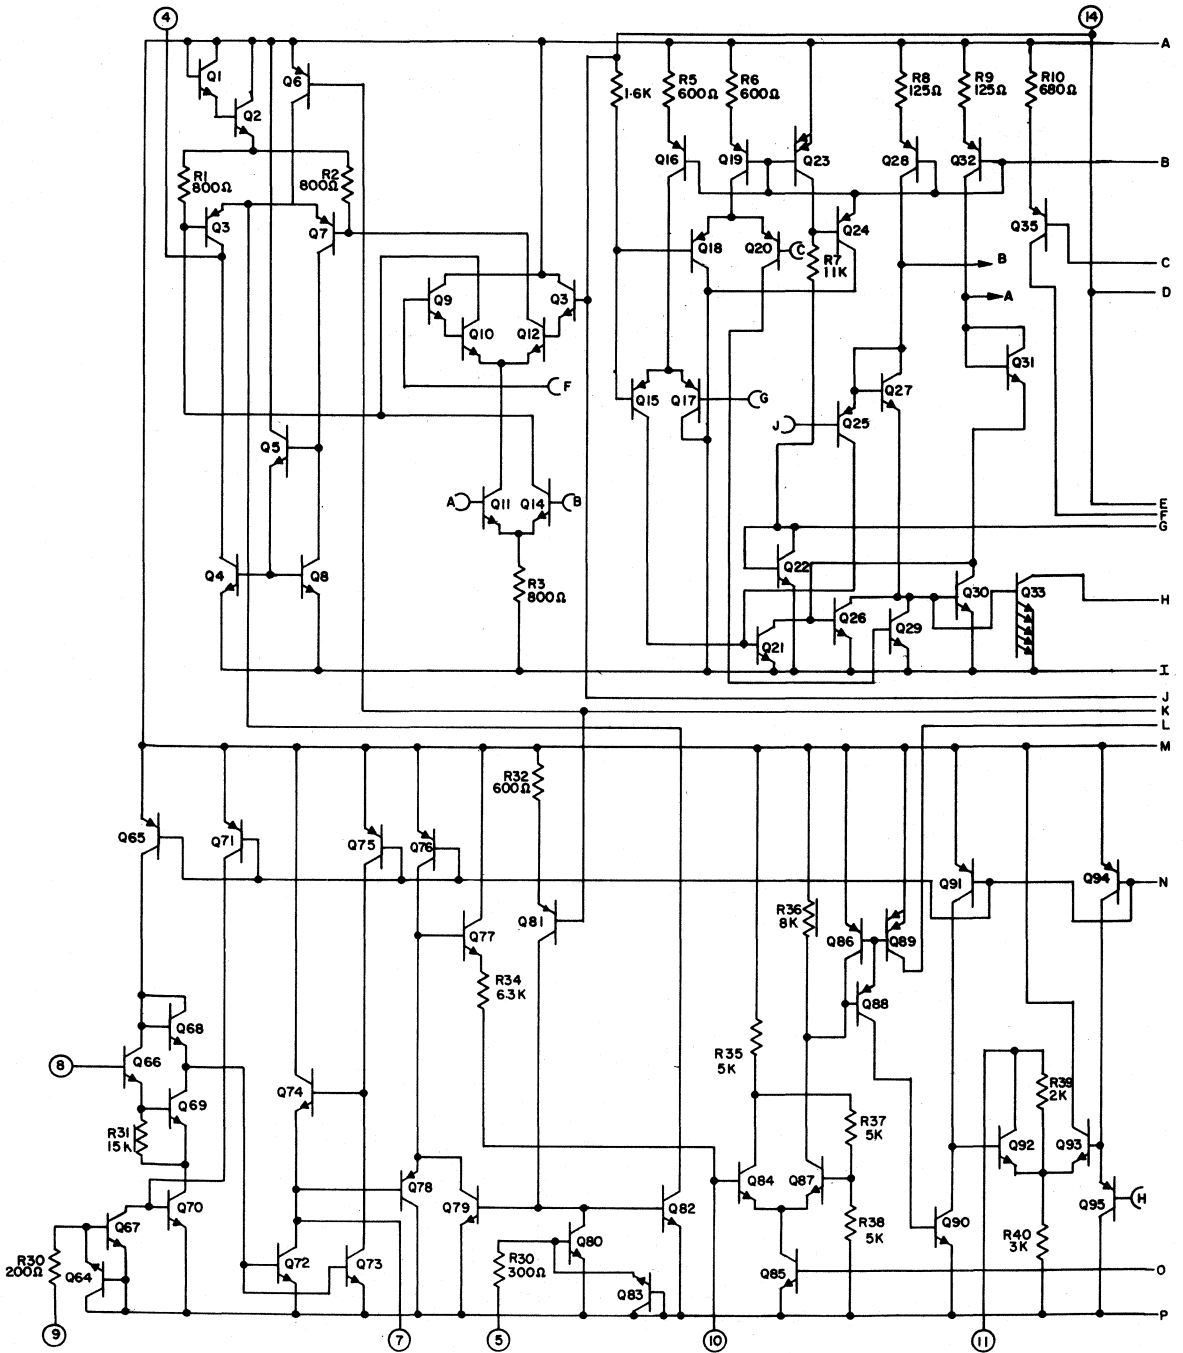 4
14
A
Q1
Q6
Q2
R5
600Ω
R6
600Ω
R8
125Ω
R9
125Ω
R10
680Ω
1.6K
R1
800Ω
R2
800Ω
Q16
Q19
Q23
Q28
Q32
B
Q3
Q7
Q18
Q20
C
Q24
Q35
R7
11K
B
C
A
D
Q9
Q3
Q10
Q12
F
Q31
Q15
Q17
G
Q27
J
Q25
Q5
A
Q11
Q14
B
E
F
G
Q4
Q8
R3
800Ω
Q22
Q30
Q33
H
Q21
Q26
Q29
I
J
K
L
M
R32
600Ω
Q65
Q71
Q75
Q76
Q91
Q94
N
Q81
R36
8K
Q86
Q89
Q77
R34
6.3K
Q88
Q68
Q66
8
R35
5K
Q74
Q69
R31
15K
R37
5K
R39
2K
Q92
Q93
Q78
Q79
Q82
Q84
Q87
Q95
H
Q70
Q67
R38
5K
Q90
R40
3K
R30
200Ω
Q64
Q72
Q73
R30
300Ω
Q80
Q83
Q85
O
P
9
7
5
10
11